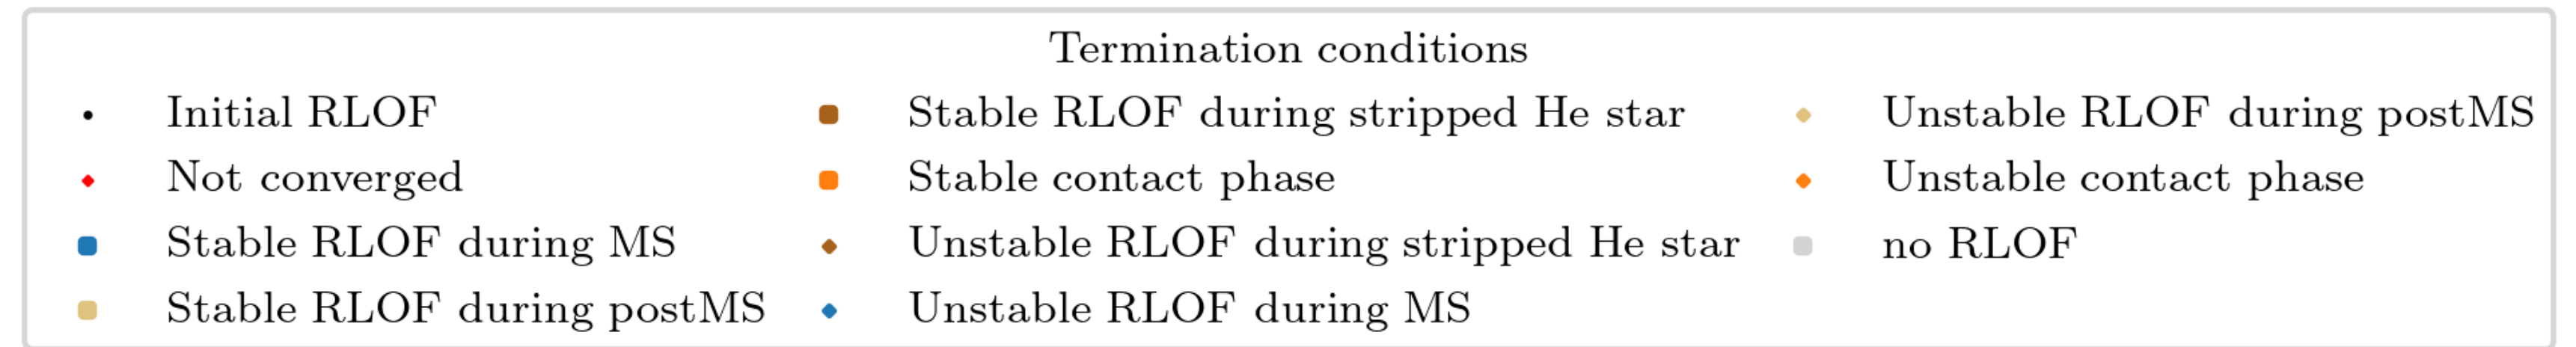 Termination conditions
Initial RLOF
Not converged
Stable RLOF during MS
Stable RLOF during postMS
Stable RLOF during stripped He star
Stable contact phase
Unstable RLOF during stripped He star
Unstable RLOF during MS
Unstable RLOF during postMS
Unstable contact phase
no RLOF